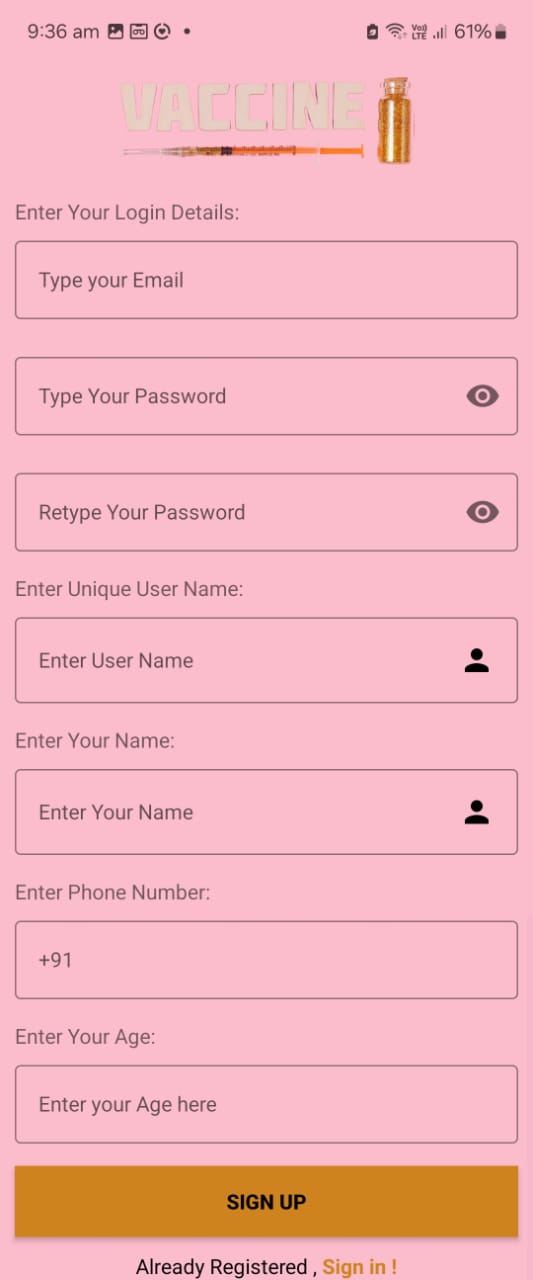 9:36 am Vo)) LTE 61%
VACCINE
Enter Your Login Details:
Type your Email
Type Your Password
Retype Your Password
Enter Unique User Name:
Enter User Name
Enter Your Name:
Enter Your Name
Enter Phone Number:
+91
Enter Your Age:
Enter your Age here
SIGN UP
Already Registered , Sign in !